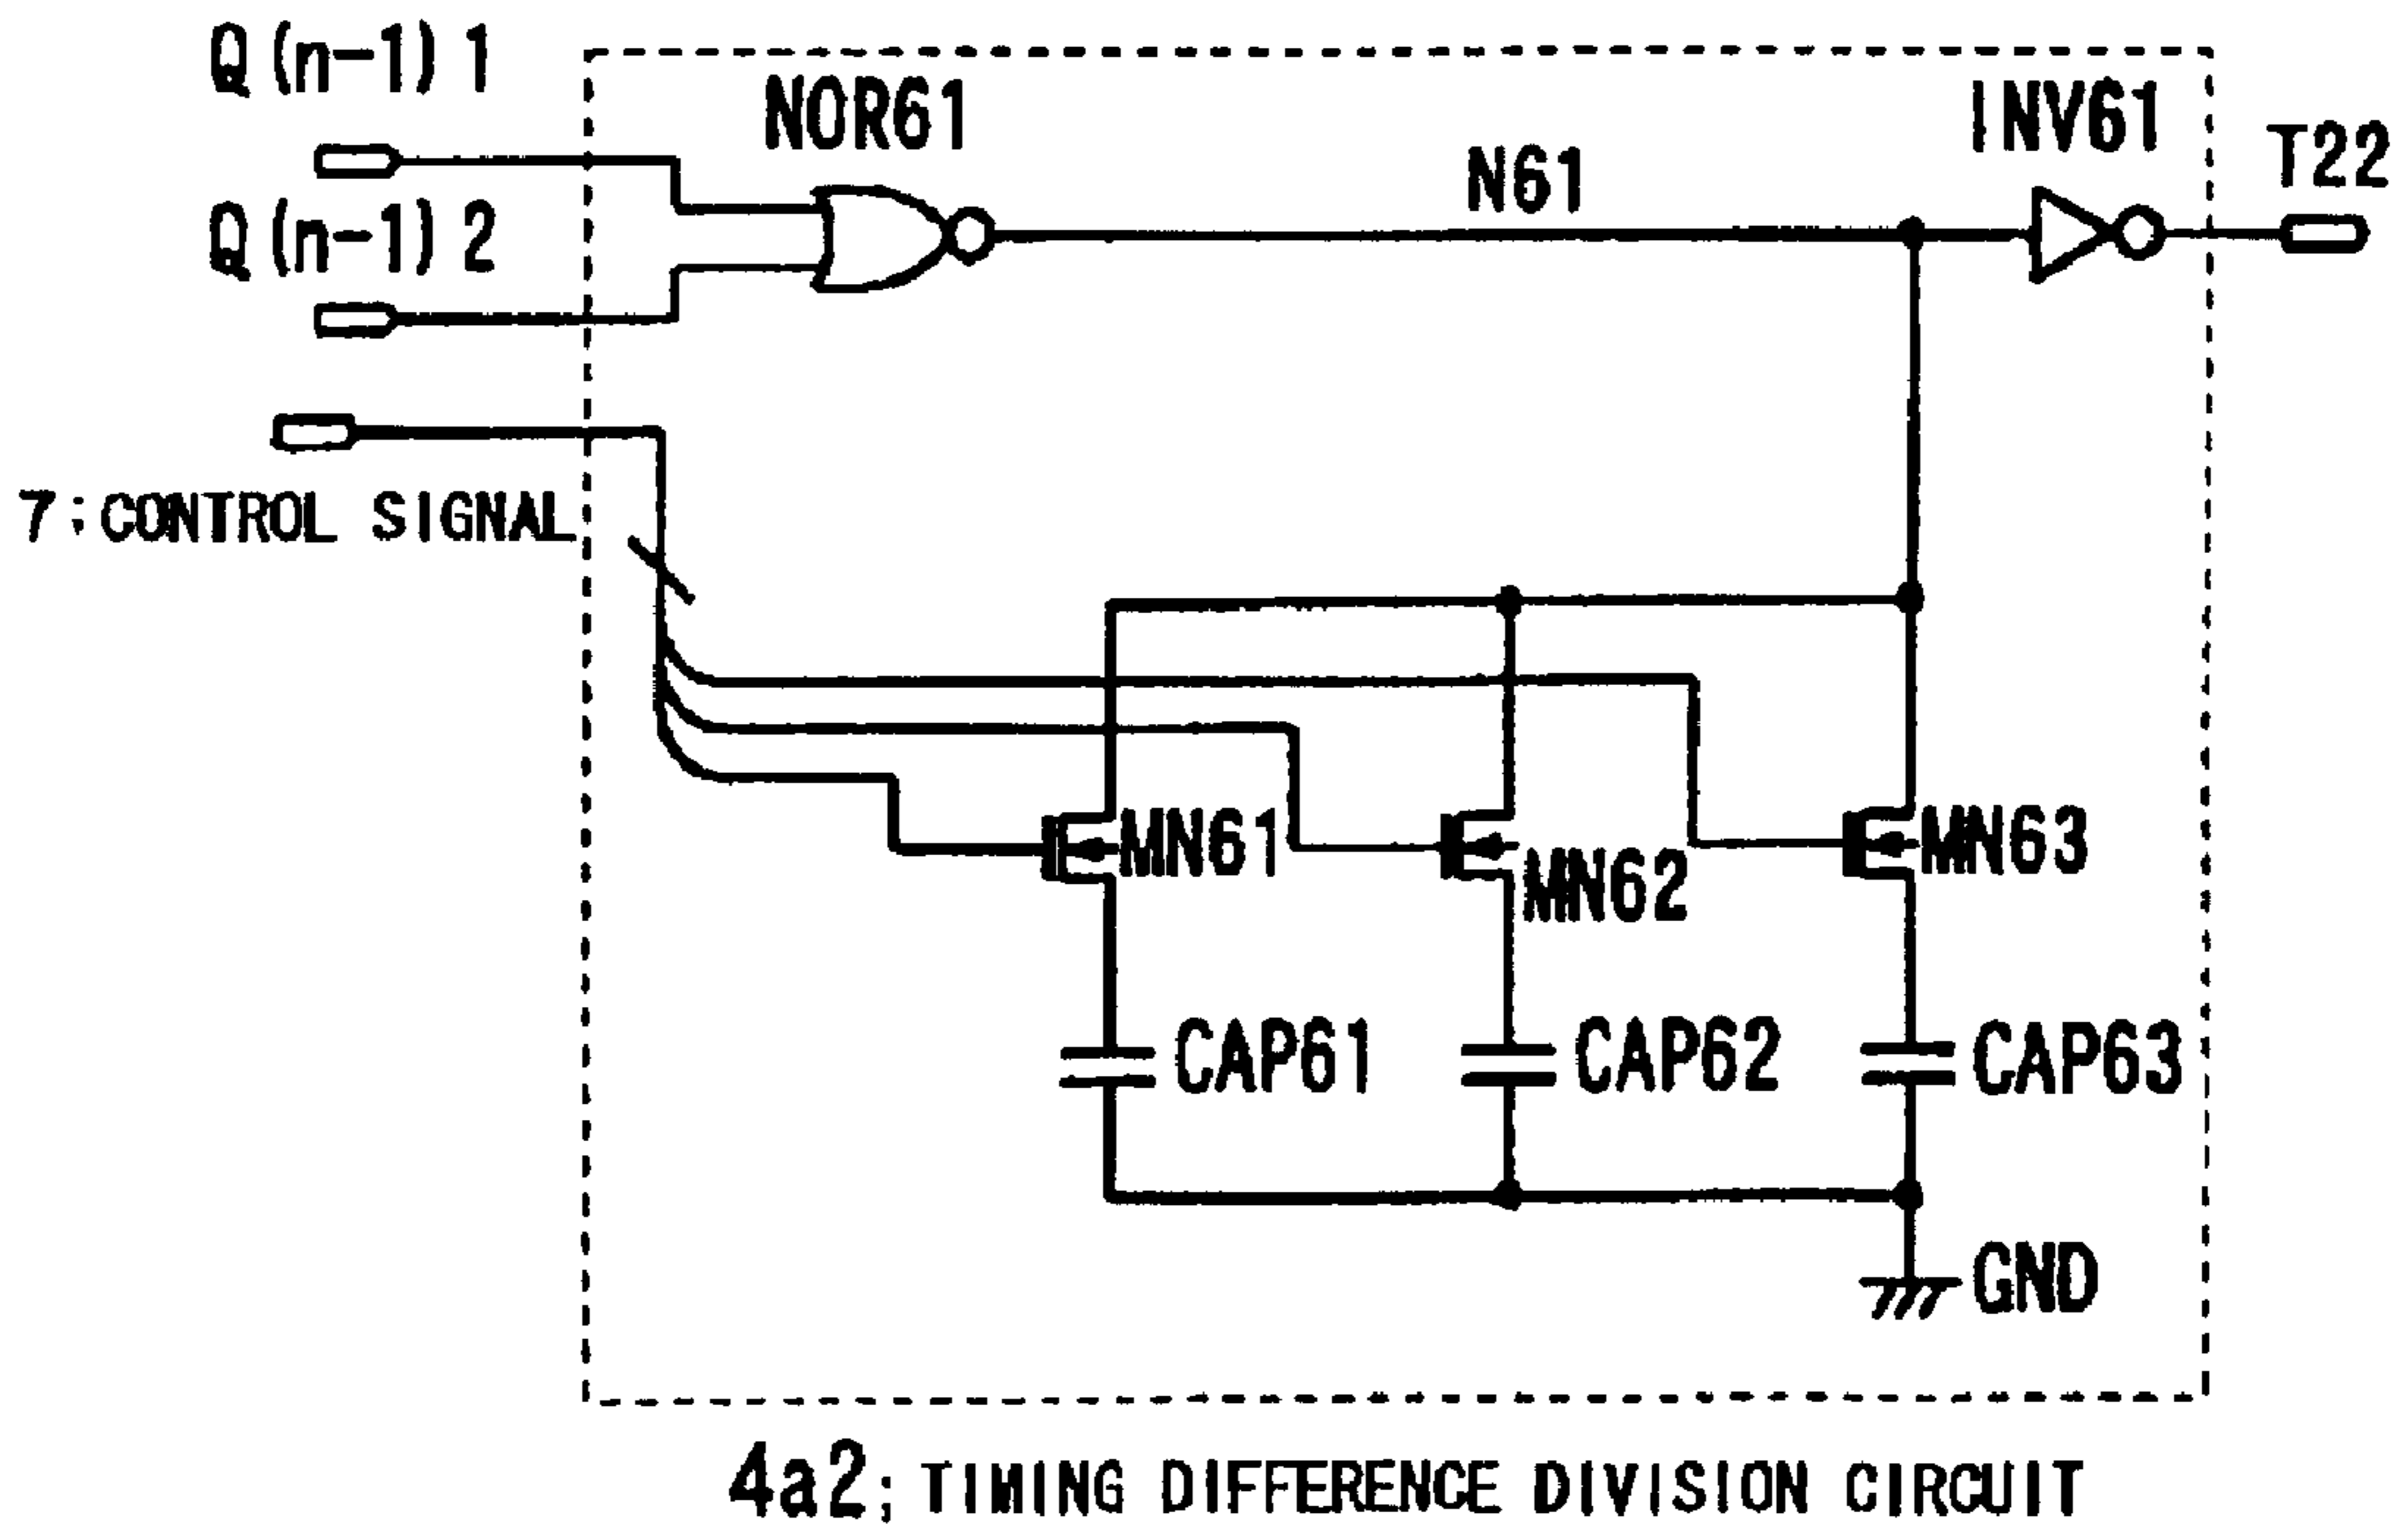 Q(n-1)1
NOR61
INV61
N61
T22
Q(n-1)2
7;CONTROL SIGNAL
MN61
MN62
MN63
CAP61
CAP62
CAP63
GND
4a2; TIMING DIFFERENCE DIVISION CIRCUIT